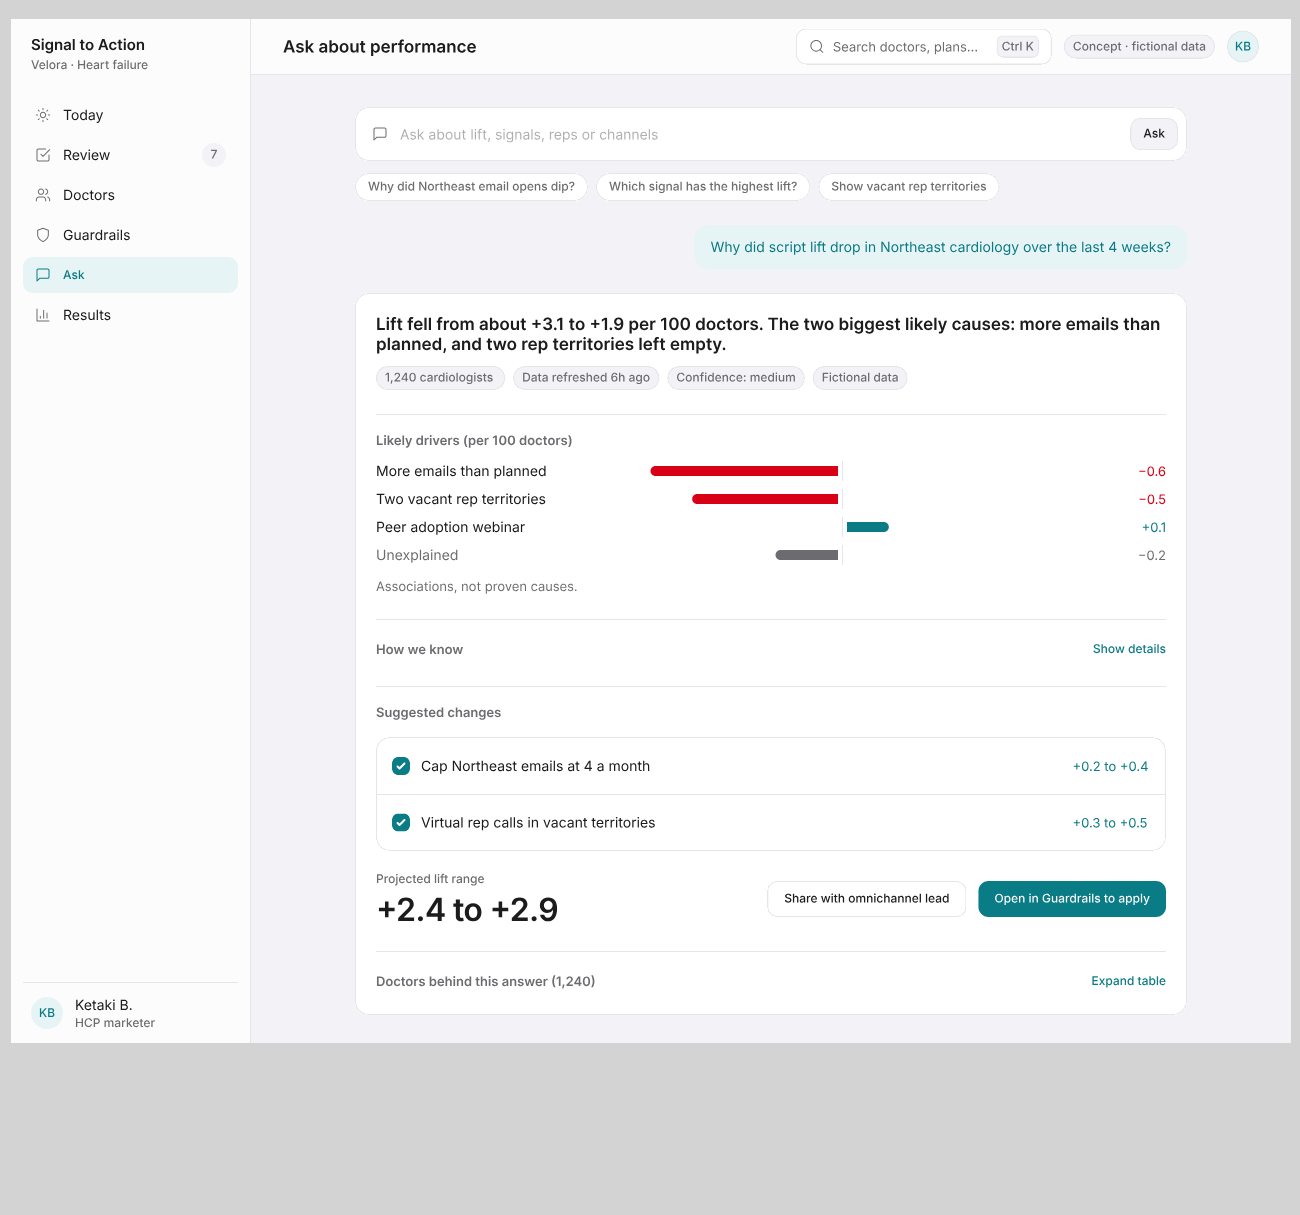 Signal to Action
Velora · Heart failure
Today
Review
7
Doctors
Guardrails
Ask
Results
Ketaki B.
HCP marketer
KB
Ask about performance
Search doctors, plans...
Ctrl K
Concept · fictional data
KB
Ask about lift, signals, reps or channels
Ask
Why did Northeast email opens dip?
Which signal has the highest lift?
Show vacant rep territories
Why did script lift drop in Northeast cardiology over the last 4 weeks?
Lift fell from about +3.1 to +1.9 per 100 doctors. The two biggest likely causes: more emails than
planned, and two rep territories left empty.
1,240 cardiologists
Data refreshed 6h ago
Confidence: medium
Fictional data
Likely drivers (per 100 doctors)
More emails than planned
−0.6
Two vacant rep territories
−0.5
Peer adoption webinar
+0.1
Unexplained
−0.2
Associations, not proven causes.
How we know
Show details
Suggested changes
Cap Northeast emails at 4 a month
+0.2 to +0.4
Virtual rep calls in vacant territories
+0.3 to +0.5
Projected lift range
+2.4 to +2.9
Share with omnichannel lead
Open in Guardrails to apply
Doctors behind this answer (1,240)
Expand table